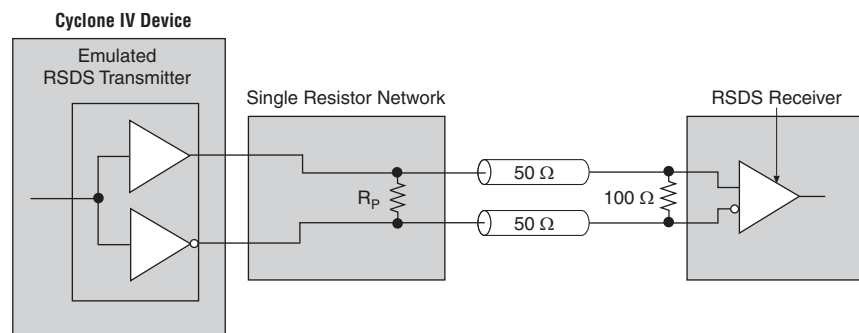 Cyclone IV Device
Emulated
RSDS Transmitter
Single Resistor Network
RSDS Receiver
50 Ω
R_P
100 Ω
50 Ω